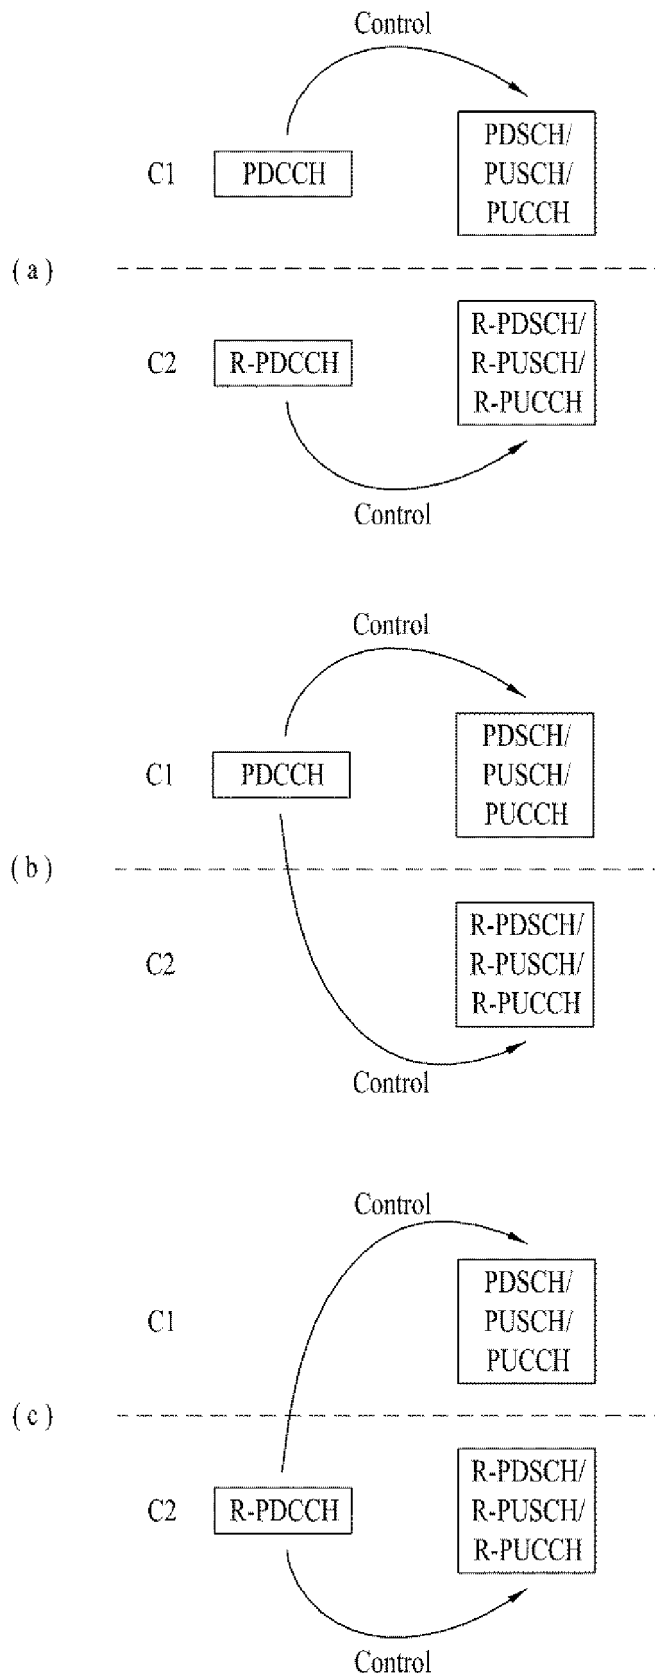 Control
C1
PDCCH
PDSCH/
PUSCH/
PUCCH
( a )
C2
R-PDCCH
R-PDSCH/
R-PUSCH/
R-PUCCH
Control
Control
C1
PDCCH
PDSCH/
PUSCH/
PUCCH
( b )
C2
R-PDSCH/
R-PUSCH/
R-PUCCH
Control
Control
C1
PDSCH/
PUSCH/
PUCCH
( c )
C2
R-PDCCH
R-PDSCH/
R-PUSCH/
R-PUCCH
Control